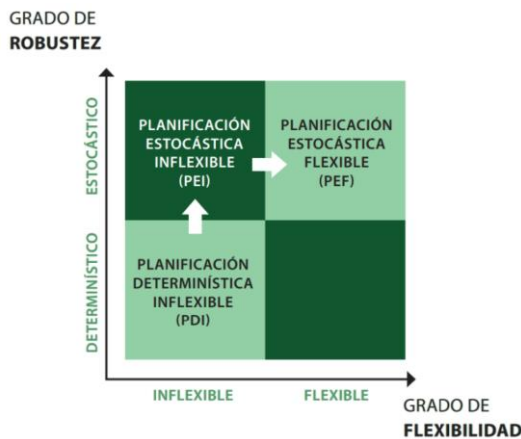 GRADO DE
ROBUSTEZ
ESTOCÁSTICO
DETERMINÍSTICO
PLANIFICACIÓN
ESTOCÁSTICA
INFLEXIBLE
(PEI)
PLANIFICACIÓN
ESTOCÁSTICA
FLEXIBLE
(PEF)
PLANIFICACIÓN
DETERMINÍSTICA
INFLEXIBLE
(PDI)
INFLEXIBLE
FLEXIBLE
GRADO DE
FLEXIBILIDAD